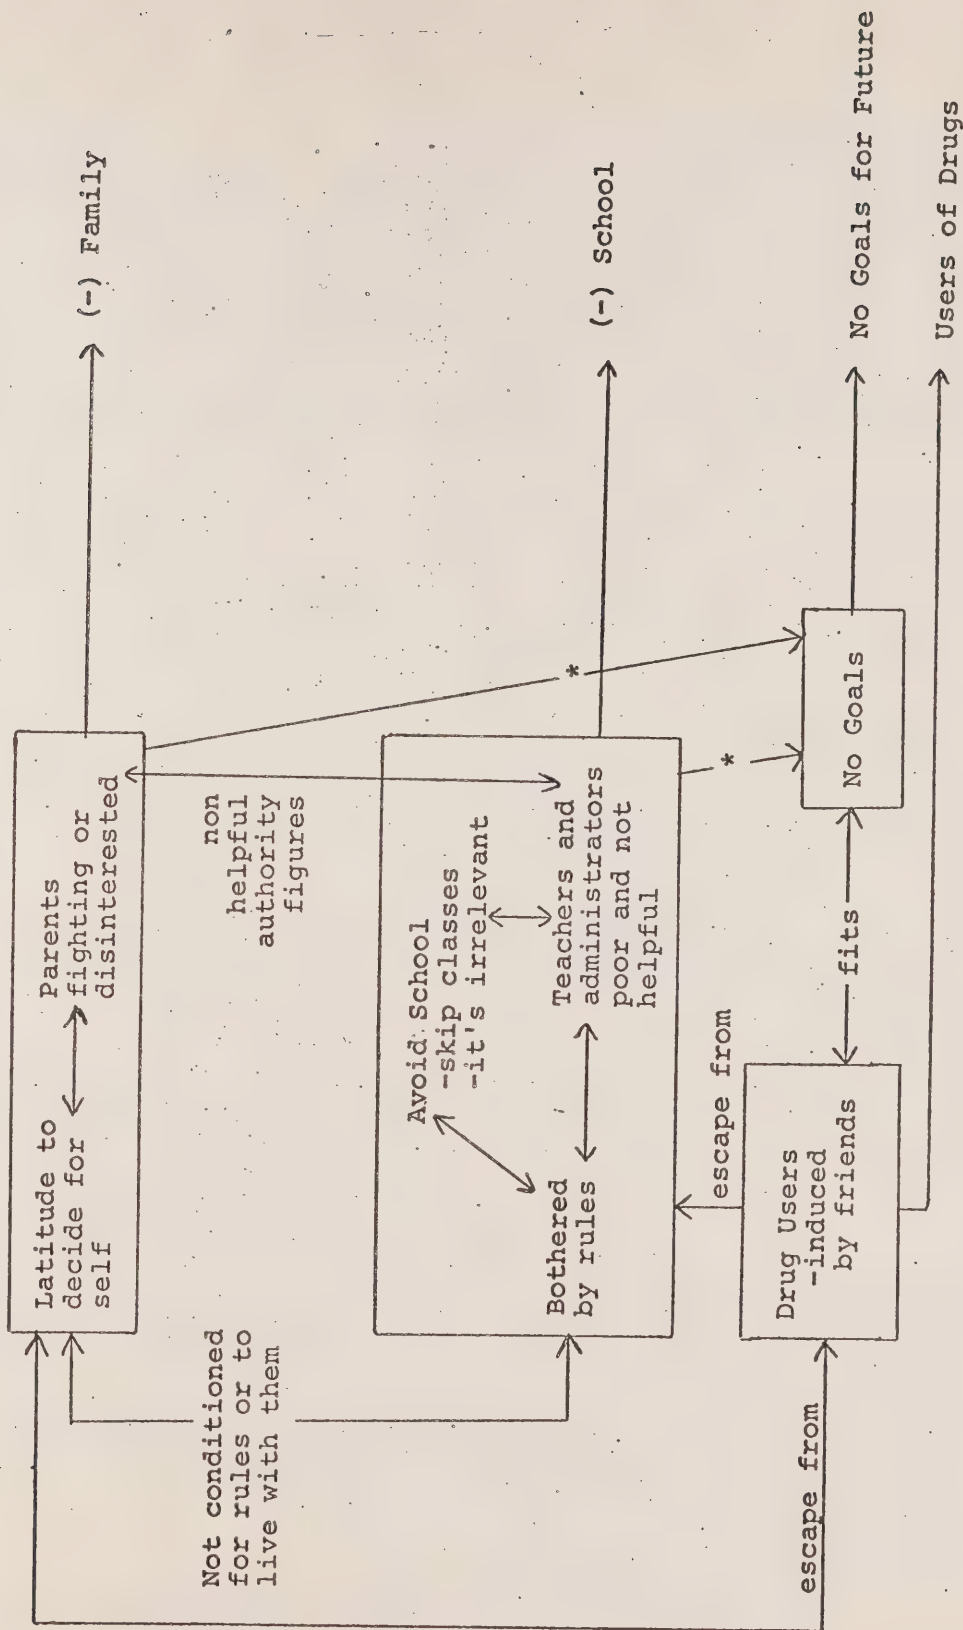 Latitude to
decide for
self
Parents
fighting or
disinterested
(-) Family
Not conditioned
for rules or to
live with them
non
helpful
authority
figures
Avoid School
-skip classes
-it's irrelevant
Bothered
by rules
Teachers and
administrators
poor and not
helpful
(-) School
*
*
escape from
escape from
Drug Users
-induced
by friends
fits
No Goals
No Goals for Future
Users of Drugs